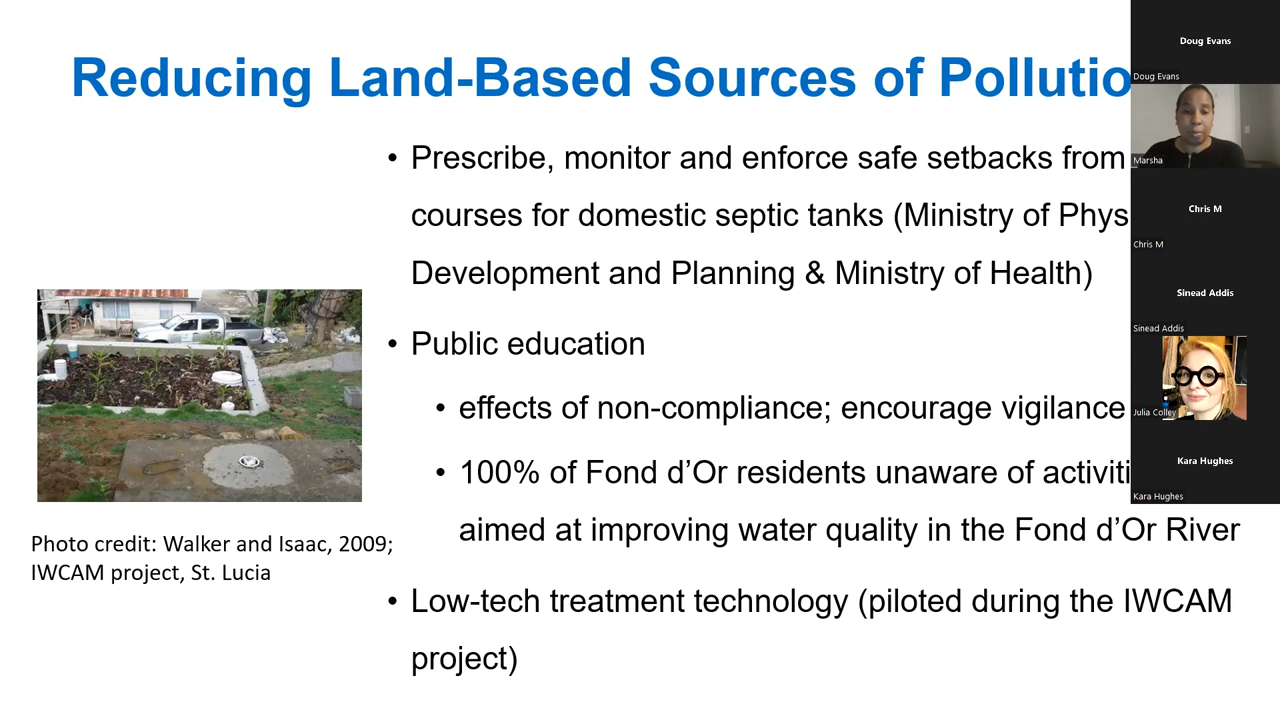 Reducing Land-Based Sources of Pollutio
• Prescribe, monitor and enforce safe setbacks from
courses for domestic septic tanks (Ministry of Phys
Development and Planning & Ministry of Health)
• Public education
• effects of non-compliance; encourage vigilance
• 100% of Fond d’Or residents unaware of activiti
aimed at improving water quality in the Fond d’Or River
• Low-tech treatment technology (piloted during the IWCAM
project)
Photo credit: Walker and Isaac, 2009;
IWCAM project, St. Lucia
Doug Evans
Doug Evans
Marsha
Chris M
Chris M
Sinead Addis
Sinead Addis
Julia Colley
Kara Hughes
Kara Hughes